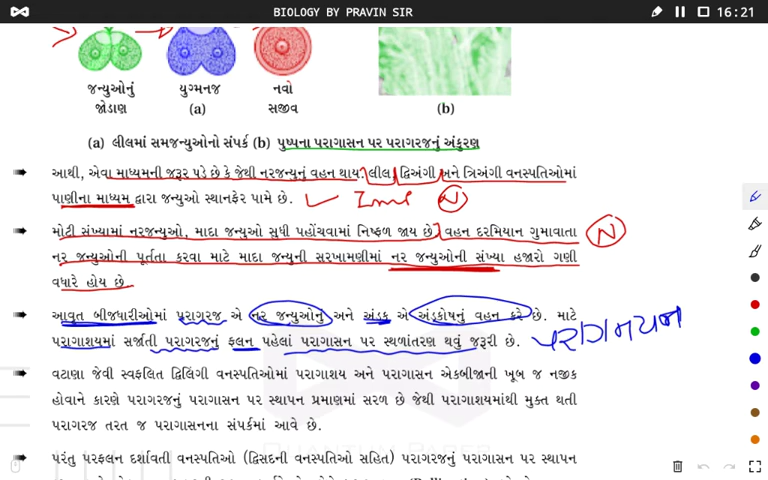 BIOLOGY BY PRAVIN SIR
16:21
જન્યુઓનું
જોડાણ
યુગ્મનજ
(a)
નવો
સજીવ
(b)
(a) લીલમાં સમજન્યુઓનો સંપર્ક (b) પુષ્પના પરાગાસન પર પરાગરજનું અંકુરણ
આથી, એવા માધ્યમની જરૂર પડે છે કે જેથી નરજન્યુનું વહન થાય. લીલ, દ્વિઅંગી અને ત્રિઅંગી વનસ્પતિઓમાં
પાણીના માધ્યમ દ્વારા જન્યુઓ સ્થાનફેર પામે છે. N
મોટી સંખ્યામાં નરજન્યુઓ, માદા જન્યુઓ સુધી પહોંચવામાં નિષ્ફળ જાય છે. વહન દરમિયાન ગુમાવાતા N
નર જન્યુઓની પૂર્તતા કરવા માટે માદા જન્યુની સરખામણીમાં નર જન્યુઓની સંખ્યા હજારો ગણી
વધારે હોય છે.
આવૃત બીજધારીઓમાં પરાગરજ એ નર જન્યુઓનું અને અંડક એ અંડકોષનું વહન કરે છે. માટે
પરાગાશયમાં સર્જાતી પરાગરજનું ફલન પહેલાં પરાગાસન પર સ્થળાંતરણ થવું જરૂરી છે. પરાગનયન
વટાણા જેવી સ્વફલિત દ્વિલિંગી વનસ્પતિઓમાં પરાગાશય અને પરાગાસન એકબીજાની ખૂબ જ નજીક
હોવાને કારણે પરાગરજનું પરાગાસન પર સ્થાપન પ્રમાણમાં સરળ છે જેથી પરાગાશયમાંથી મુક્ત થતી
પરાગરજ તરત જ પરાગાસનના સંપર્કમાં આવે છે.
પરંતુ પરફલન દર્શાવતી વનસ્પતિઓ (દ્વિસદની વનસ્પતિઓ સહિત) પરાગરજનું પરાગાસન પર સ્થાપન